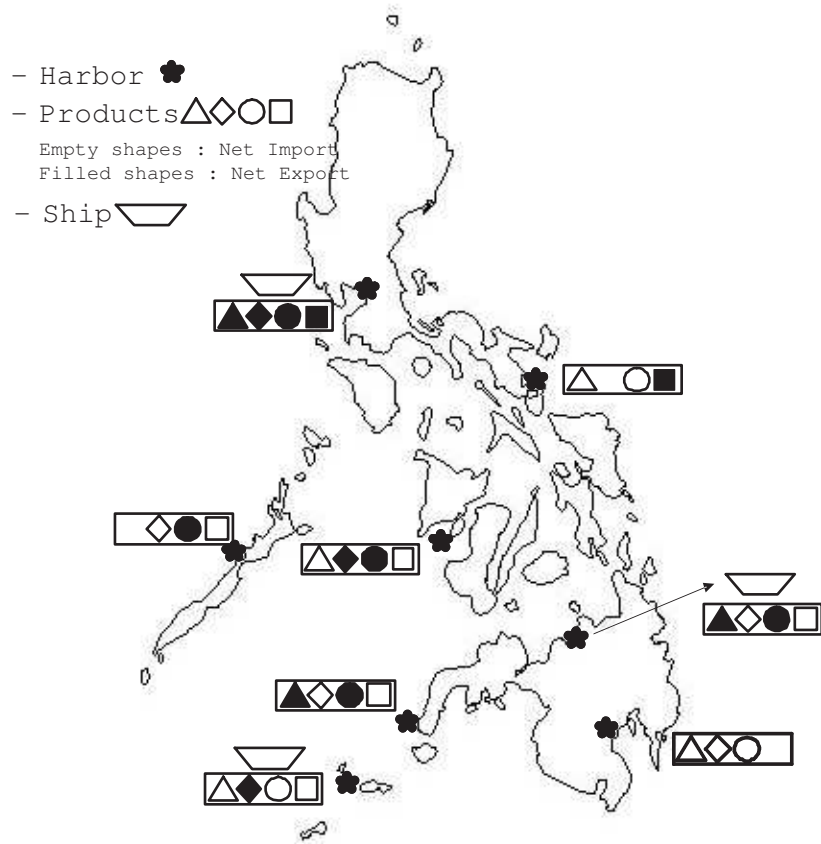 – Harbor
– Products
Empty shapes : Net Import
Filled shapes : Net Export
– Ship